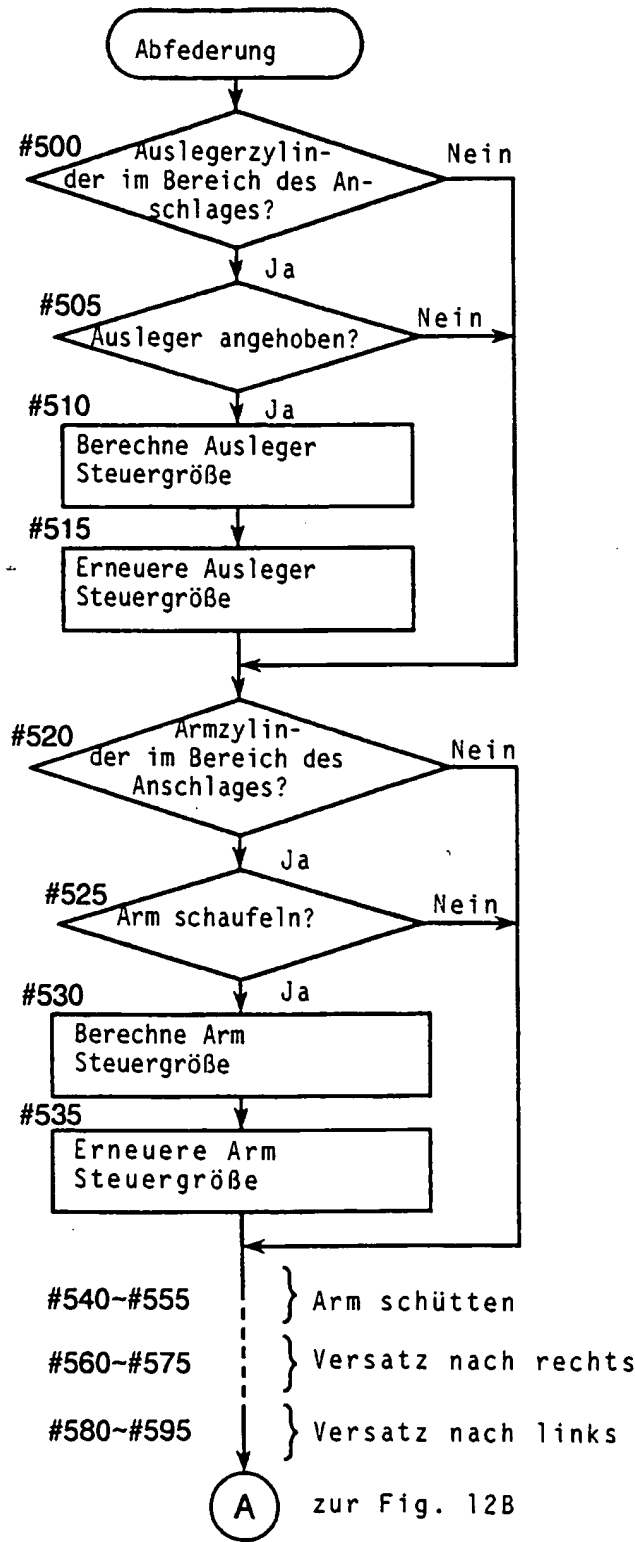 Abfederung
#500
Auslegerzylin-
der im Bereich des An-
schlages?
Nein
Ja
#505
Ausleger angehoben?
Nein
Ja
#510
Berechne Ausleger
Steuergröße
#515
Erneuere Ausleger
Steuergröße
#520
Armzylin-
der im Bereich des
Anschlages?
Nein
Ja
#525
Arm schaufeln?
Nein
Ja
#530
Berechne Arm
Steuergröße
#535
Erneuere Arm
Steuergröße
#540~#555 } Arm schütten
#560~#575 } Versatz nach rechts
#580~#595 } Versatz nach links
A zur Fig. 12B